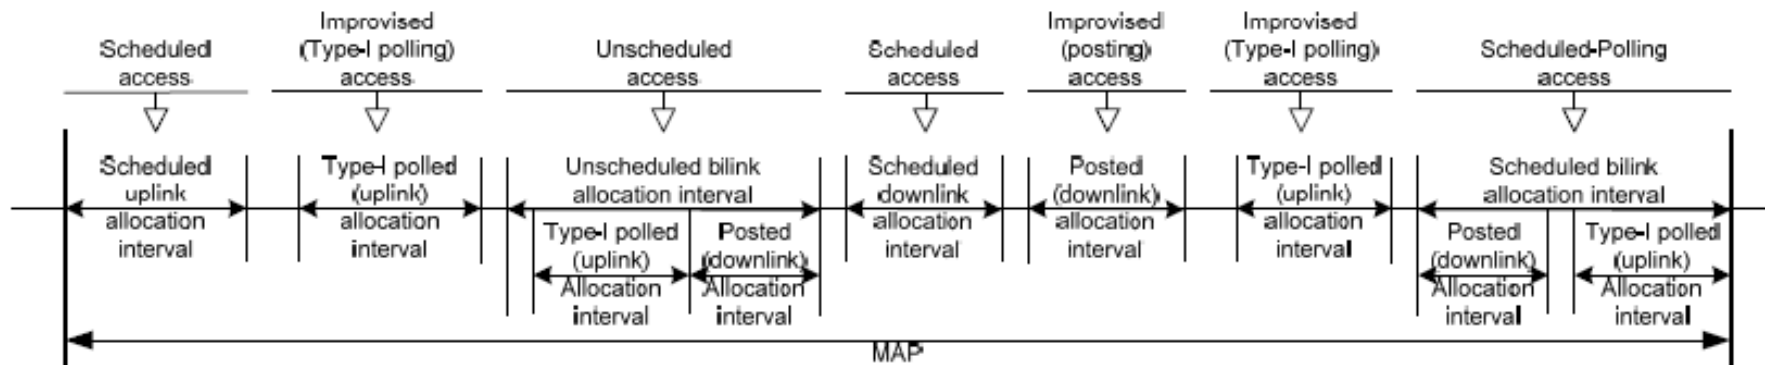 Scheduled
access
Improvised
(Type-I polling)
access
Unscheduled
access
Scheduled
access
Improvised
(posting)
access
Improvised
(Type-I polling)
access
Scheduled-Polling
access
Scheduled
uplink
allocation
interval
Type-I polled
(uplink)
allocation
interval
Unscheduled bilink
allocation interval
Type-I polled
(uplink)
Allocation
interval
Posted
(downlink)
Allocation
interval
Scheduled
downlink
allocation
interval
Posted
(downlink)
allocation
interval
Type-I polled
(uplink)
allocation
interval
Scheduled bilink
allocation interval
Posted
(downlink)
Allocation
interval
Type-I polled
(uplink)
Allocation
interval
MAP